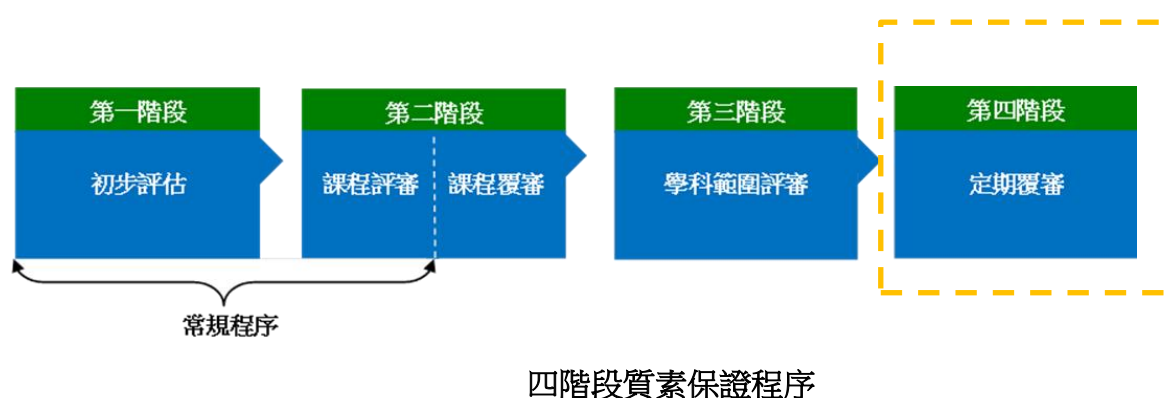 第一階段
初步評估
第二階段
課程評審 課程覆審
第三階段
學科範圍評審
第四階段
定期覆審
常規程序
四階段質素保證程序